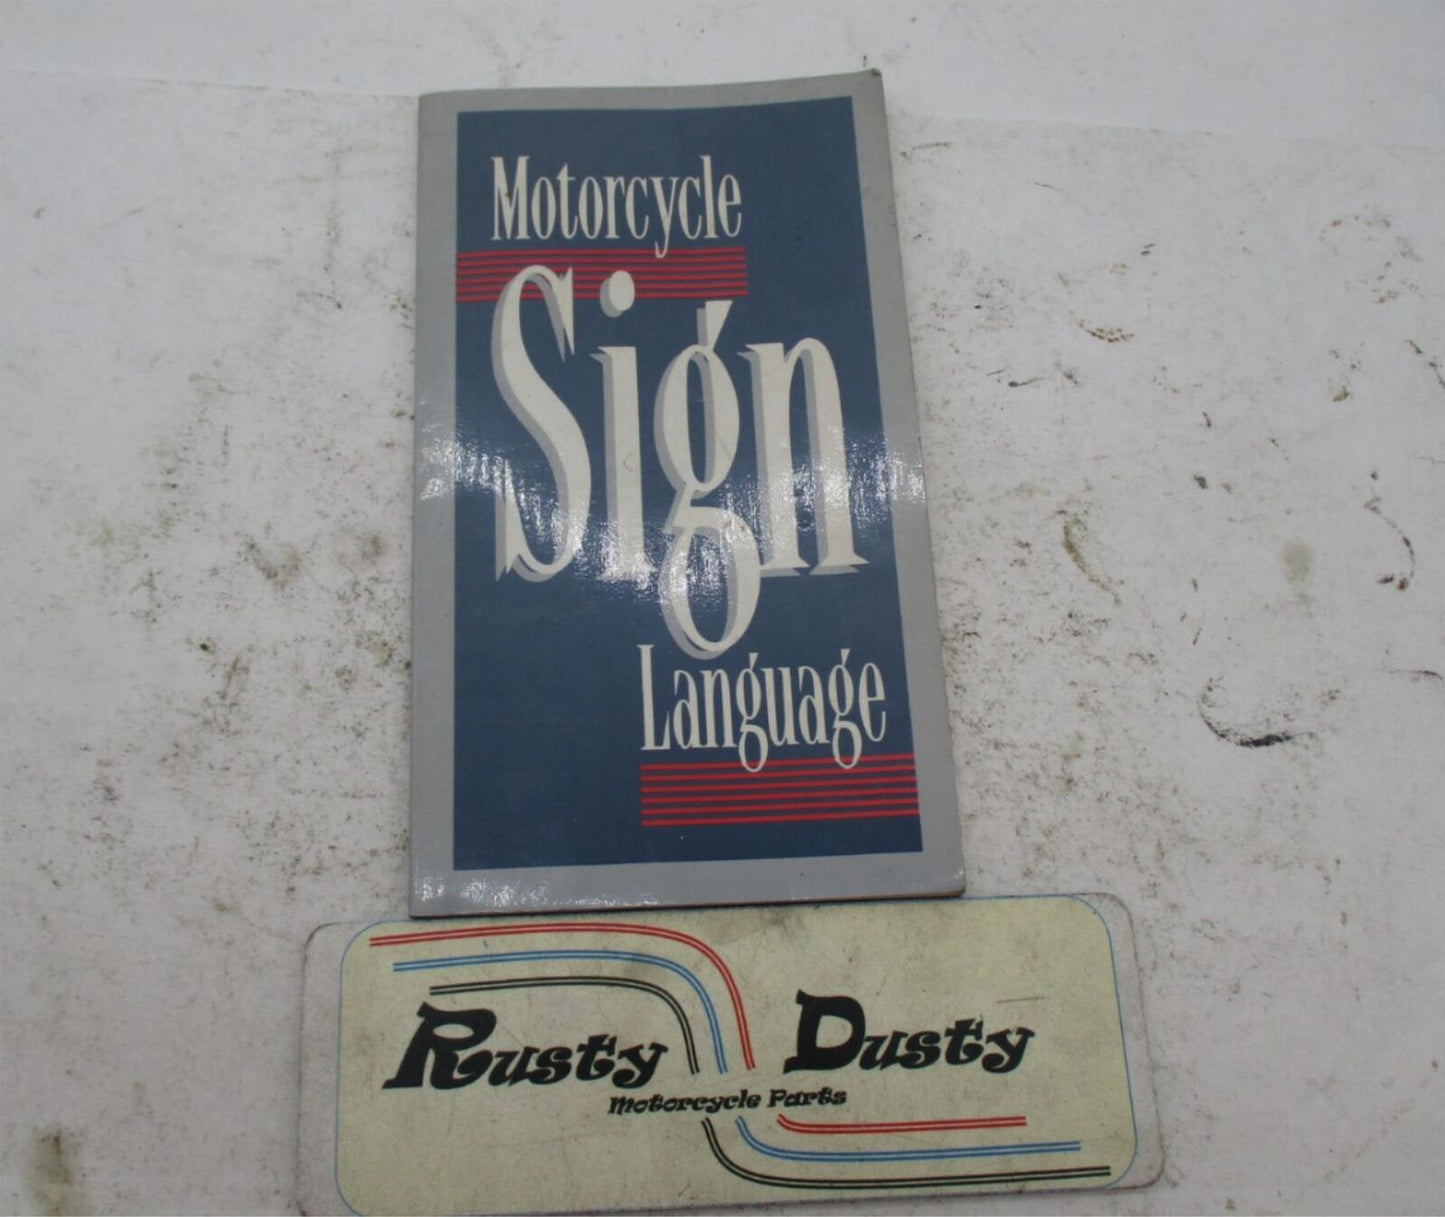 Motorcycle
Sign
Language
Rusty Dusty
Motorcycle Parts